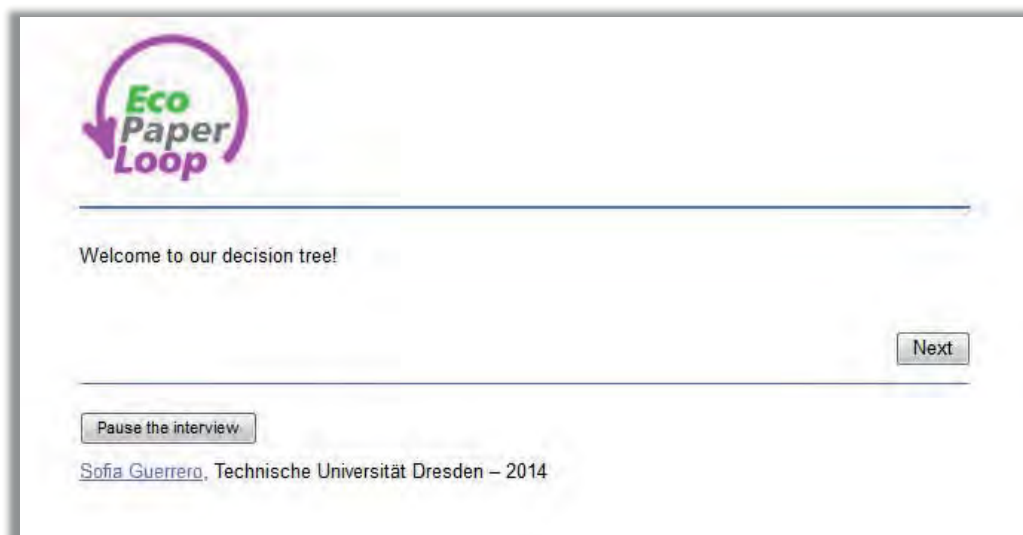 Eco
Paper
Loop
Welcome to our decision tree!
Next
Pause the interview
Sofia Guerrero, Technische Universität Dresden – 2014